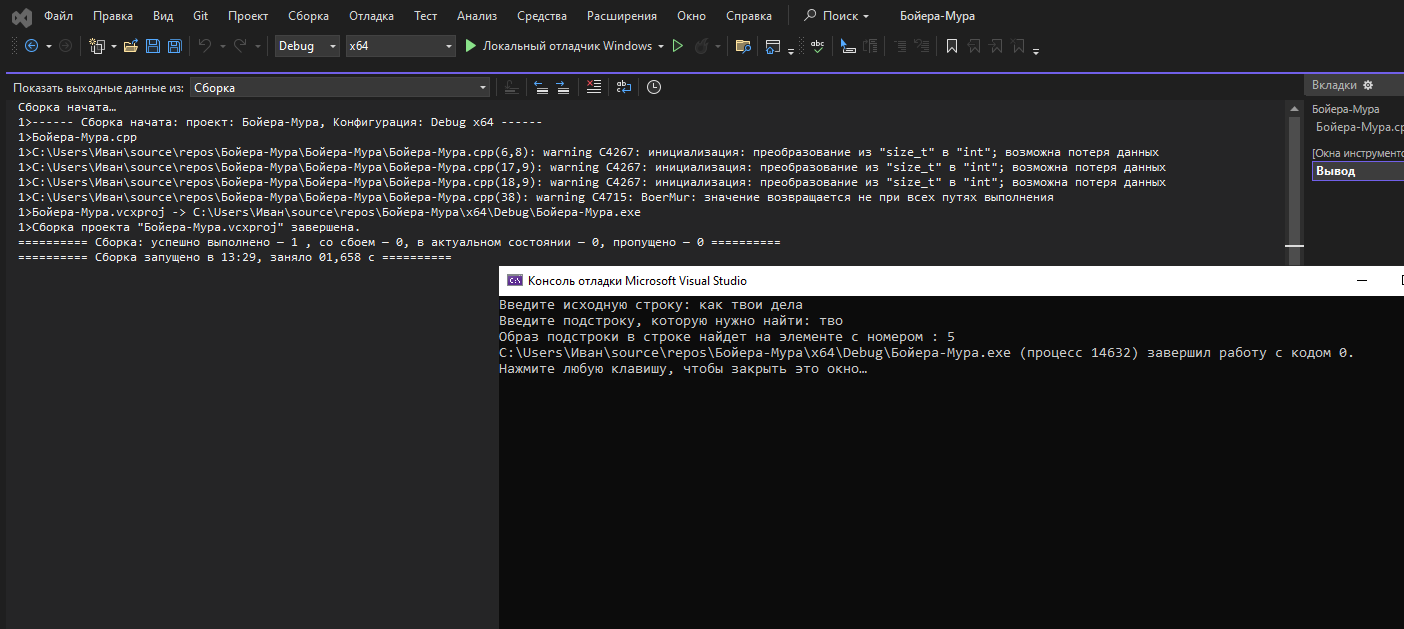 Файл Правка Вид Git Проект Сборка Отладка Тест Анализ Средства Расширения Окно Справка Поиск Бойера-Мура
Debug x64 Локальный отладчик Windows
Показать выходные данные из: Сборка
Вкладки
Сборка начата…
Бойера-Мура
1>------ Сборка начата: проект: Бойера-Мура, Конфигурация: Debug x64 ------
Бойера-Мура.cp
1>Бойера-Мура.cpp
1>C:\Users\Иван\source\repos\Бойера-Мура\Бойера-Мура\Бойера-Мура.cpp(6,8): warning C4267: инициализация: преобразование из "size_t" в "int"; возможна потеря данных
[Окна инструменто
1>C:\Users\Иван\source\repos\Бойера-Мура\Бойера-Мура\Бойера-Мура.cpp(17,9): warning C4267: инициализация: преобразование из "size_t" в "int"; возможна потеря данных
Вывод
1>C:\Users\Иван\source\repos\Бойера-Мура\Бойера-Мура\Бойера-Мура.cpp(18,9): warning C4267: инициализация: преобразование из "size_t" в "int"; возможна потеря данных
1>C:\Users\Иван\source\repos\Бойера-Мура\Бойера-Мура\Бойера-Мура.cpp(38): warning C4715: BoerMur: значение возвращается не при всех путях выполнения
1>Бойера-Мура.vcxproj -> C:\Users\Иван\source\repos\Бойера-Мура\x64\Debug\Бойера-Мура.exe
1>Сборка проекта "Бойера-Мура.vcxproj" завершена.
========== Сборка: успешно выполнено — 1 , со сбоем — 0, в актуальном состоянии — 0, пропущено — 0 ==========
========== Сборка запущено в 13:29, заняло 01,658 с ==========
Консоль отладки Microsoft Visual Studio
Введите исходную строку: как твои дела
Введите подстроку, которую нужно найти: тво
Образ подстроки в строке найдет на элементе с номером : 5
C:\Users\Иван\source\repos\Бойера-Мура\x64\Debug\Бойера-Мура.exe (процесс 14632) завершил работу с кодом 0.
Нажмите любую клавишу, чтобы закрыть это окно…